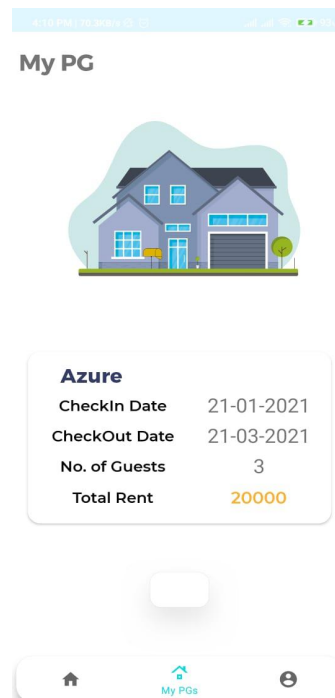 My PG
Azure
CheckIn Date 21-01-2021
CheckOut Date 21-03-2021
No. of Guests 3
Total Rent 20000
My PGs